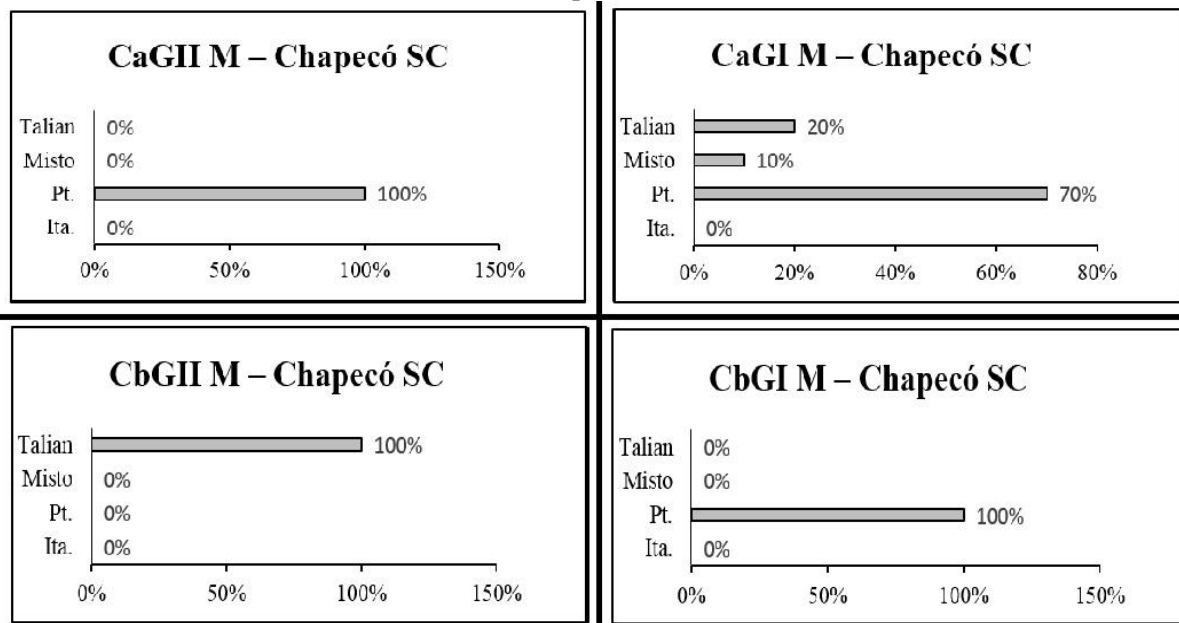 CaGII M – Chapecó SC
Talian 0%
Misto 0%
Pt. 100%
Ita. 0%
0% 50% 100% 150%
CaGI M – Chapecó SC
Talian 20%
Misto 10%
Pt. 70%
Ita. 0%
0% 20% 40% 60% 80%
CbGII M – Chapecó SC
Talian 100%
Misto 0%
Pt. 0%
Ita. 0%
0% 50% 100% 150%
CbGI M – Chapecó SC
Talian 0%
Misto 0%
Pt. 100%
Ita. 0%
0% 50% 100% 150%